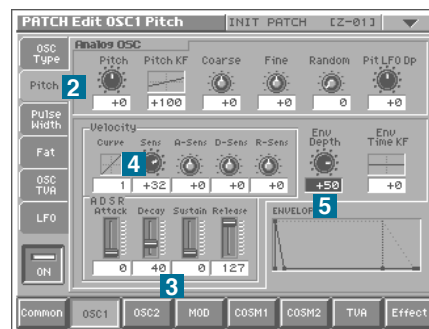 PATCH Edit OSC1 Pitch INIT PATCH [Z-01]
OSC Type
Pitch
Pulse Width
Fat
OSC TVA
LFO
ON
Analog OSC
Pitch Pitch KF Coarse Fine Random Pit LFO Dp
+0 +100 +0 +0 0 +0
2
Velocity
Curve Sens A-Sens D-Sens R-Sens
1 +32 +0 +0 +0
4
Env Depth
+50
5
Env Time KF
+0
ADSR
Attack Decay Sustain Release
0 40 0 127
3
ENVELOP
Common OSC1 OSC2 MOD COSM1 COSM2 TVA Effect